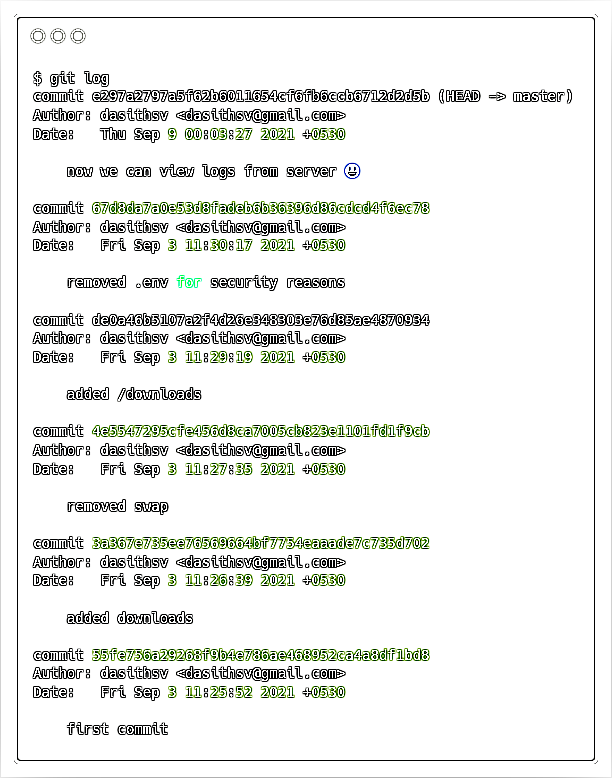 $ git log
commit e297a2797a5f62b6011654cf6fb6ccb6712d2d5b (HEAD -> master)
Author: dasithsv <dasithsv@gmail.com>
Date:   Thu Sep 9 00:03:27 2021 +0530
now we can view logs from server 😃
commit 67d8da7a0e53d8fadeb6b36396d86cdcd4f6ec78
Author: dasithsv <dasithsv@gmail.com>
Date:   Fri Sep 3 11:30:17 2021 +0530
removed .env for security reasons
commit de0a46b5107a2f4d26e348303e76d85ae4870934
Author: dasithsv <dasithsv@gmail.com>
Date:   Fri Sep 3 11:29:19 2021 +0530
added /downloads
commit 4e5547295cfe456d8ca7005cb823e1101fd1f9cb
Author: dasithsv <dasithsv@gmail.com>
Date:   Fri Sep 3 11:27:35 2021 +0530
removed swap
commit 3a367e735ee76569664bf7754eaaade7c735d702
Author: dasithsv <dasithsv@gmail.com>
Date:   Fri Sep 3 11:26:39 2021 +0530
added downloads
commit 55fe756a29268f9b4e786ae468952ca4a8df1bd8
Author: dasithsv <dasithsv@gmail.com>
Date:   Fri Sep 3 11:25:52 2021 +0530
first commit